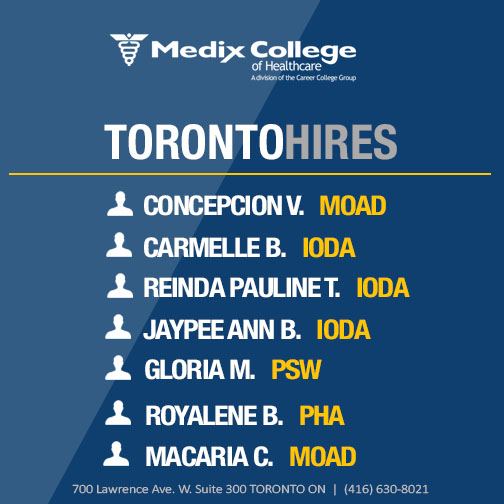 Medix College
of Healthcare
A division of the Career College Group
TORONTOHIRES
CONCEPCION V. MOAD
CARMELLE B. IODA
REINDA PAULINE T. IODA
JAYPEE ANN B. IODA
GLORIA M. PSW
ROYALENE B. PHA
MACARIA C. MOAD
700 Lawrence Ave. W. Suite 300 TORONTO ON | (416) 630-8021